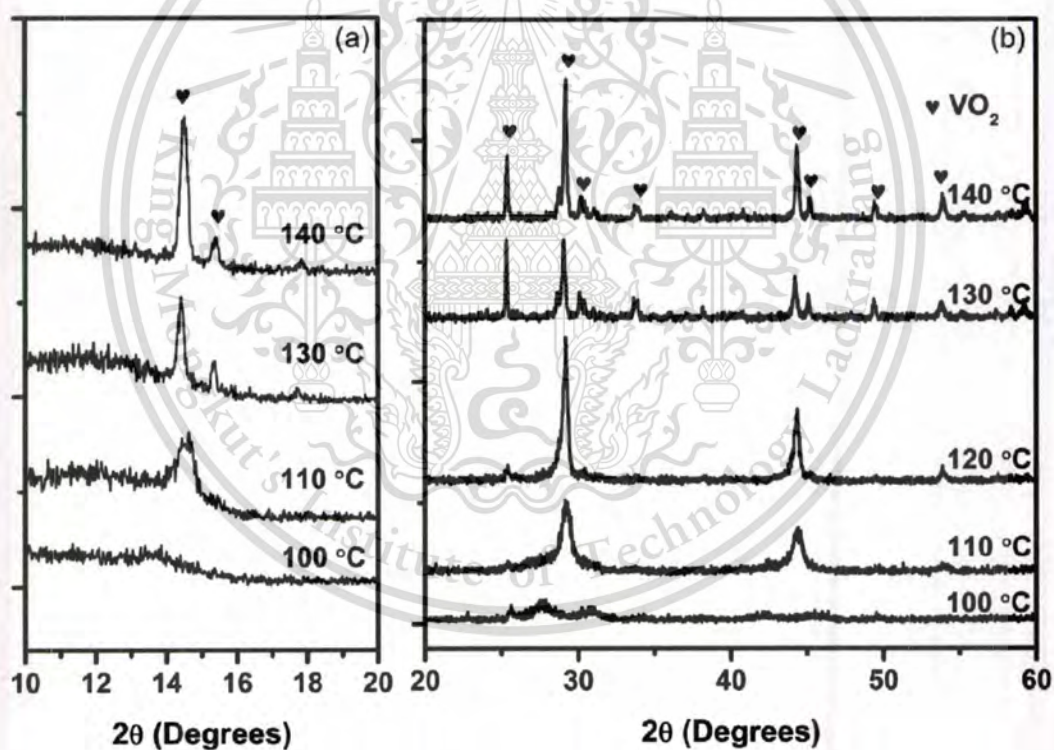 (a)
140 °C
130 °C
110 °C
100 °C
10 12 14 16 18 20
2θ (Degrees)
(b)
♥ VO₂
140 °C
130 °C
120 °C
110 °C
100 °C
20 30 40 50 60
2θ (Degrees)
King Mongkut's Institute of Technology Ladkrabang